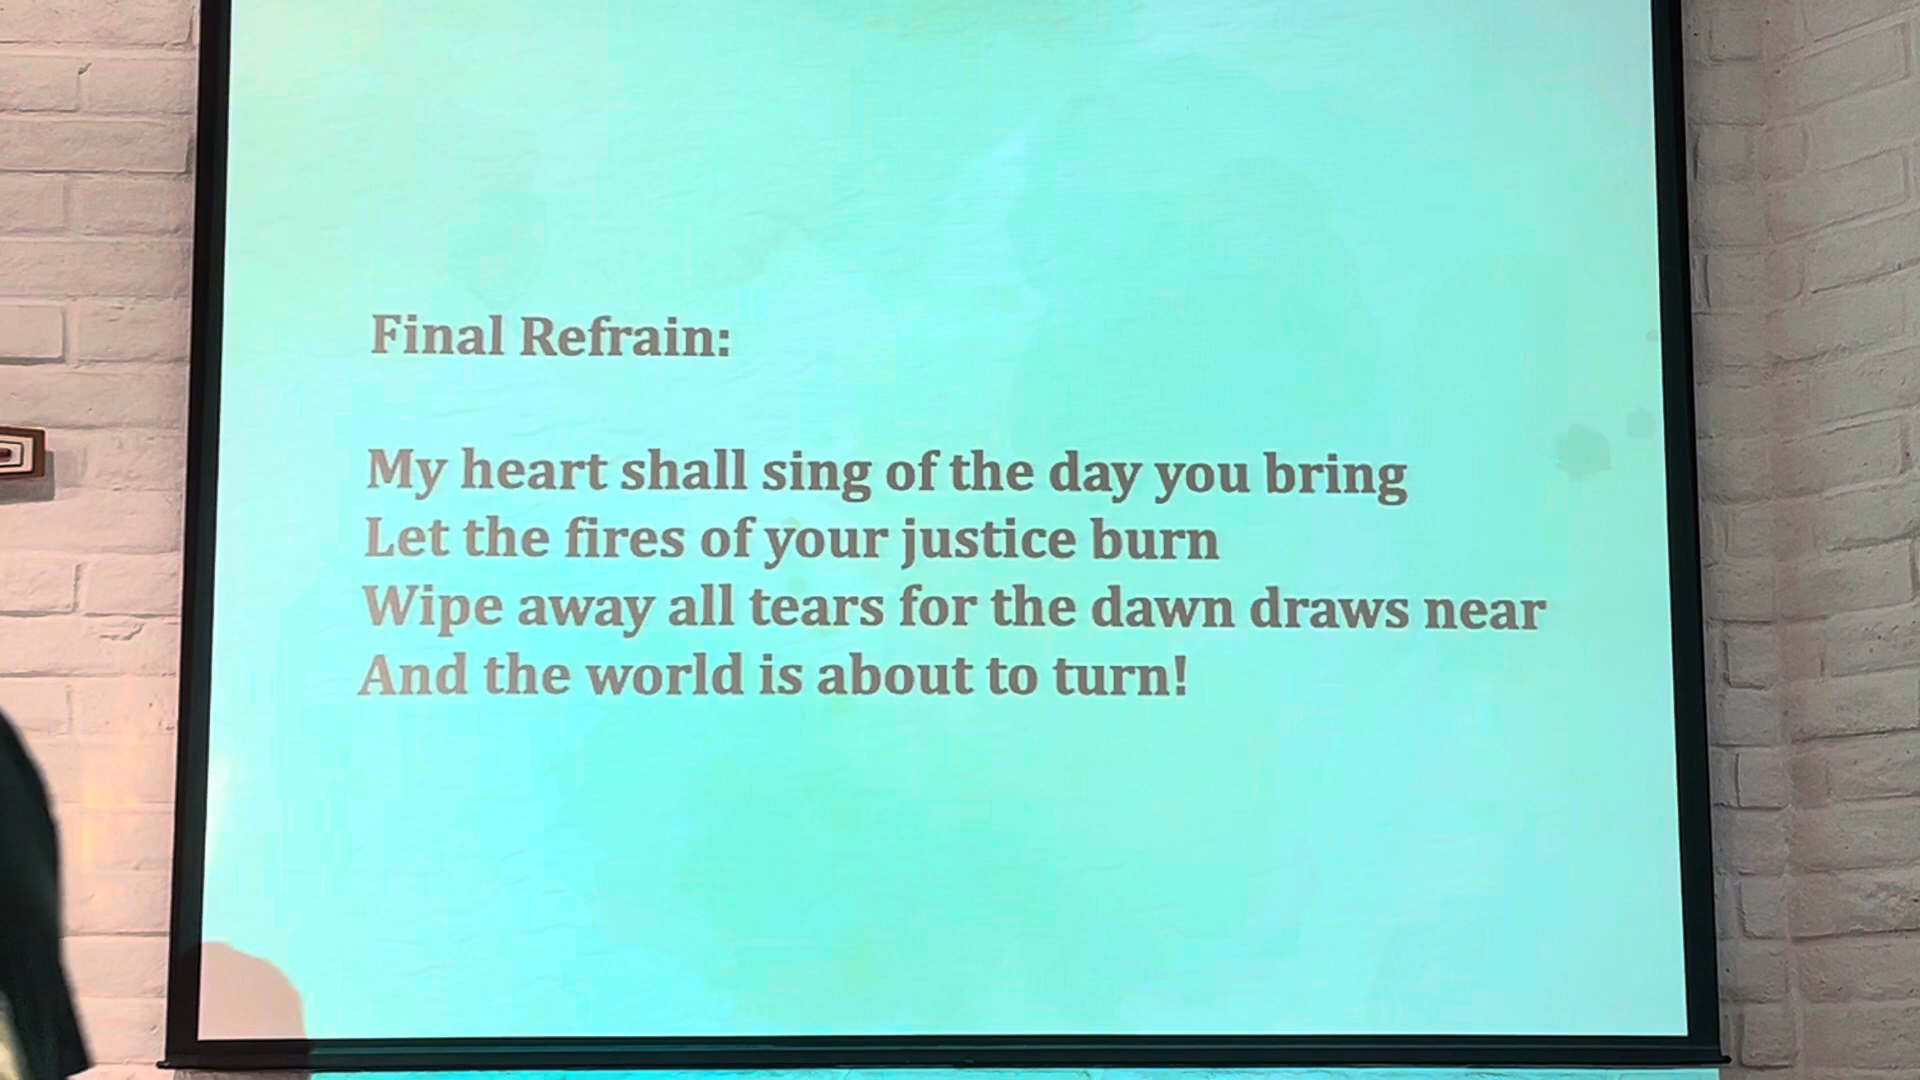 Final Refrain:
My heart shall sing of the day you bring
Let the fires of your justice burn
Wipe away all tears for the dawn draws near
And the world is about to turn!